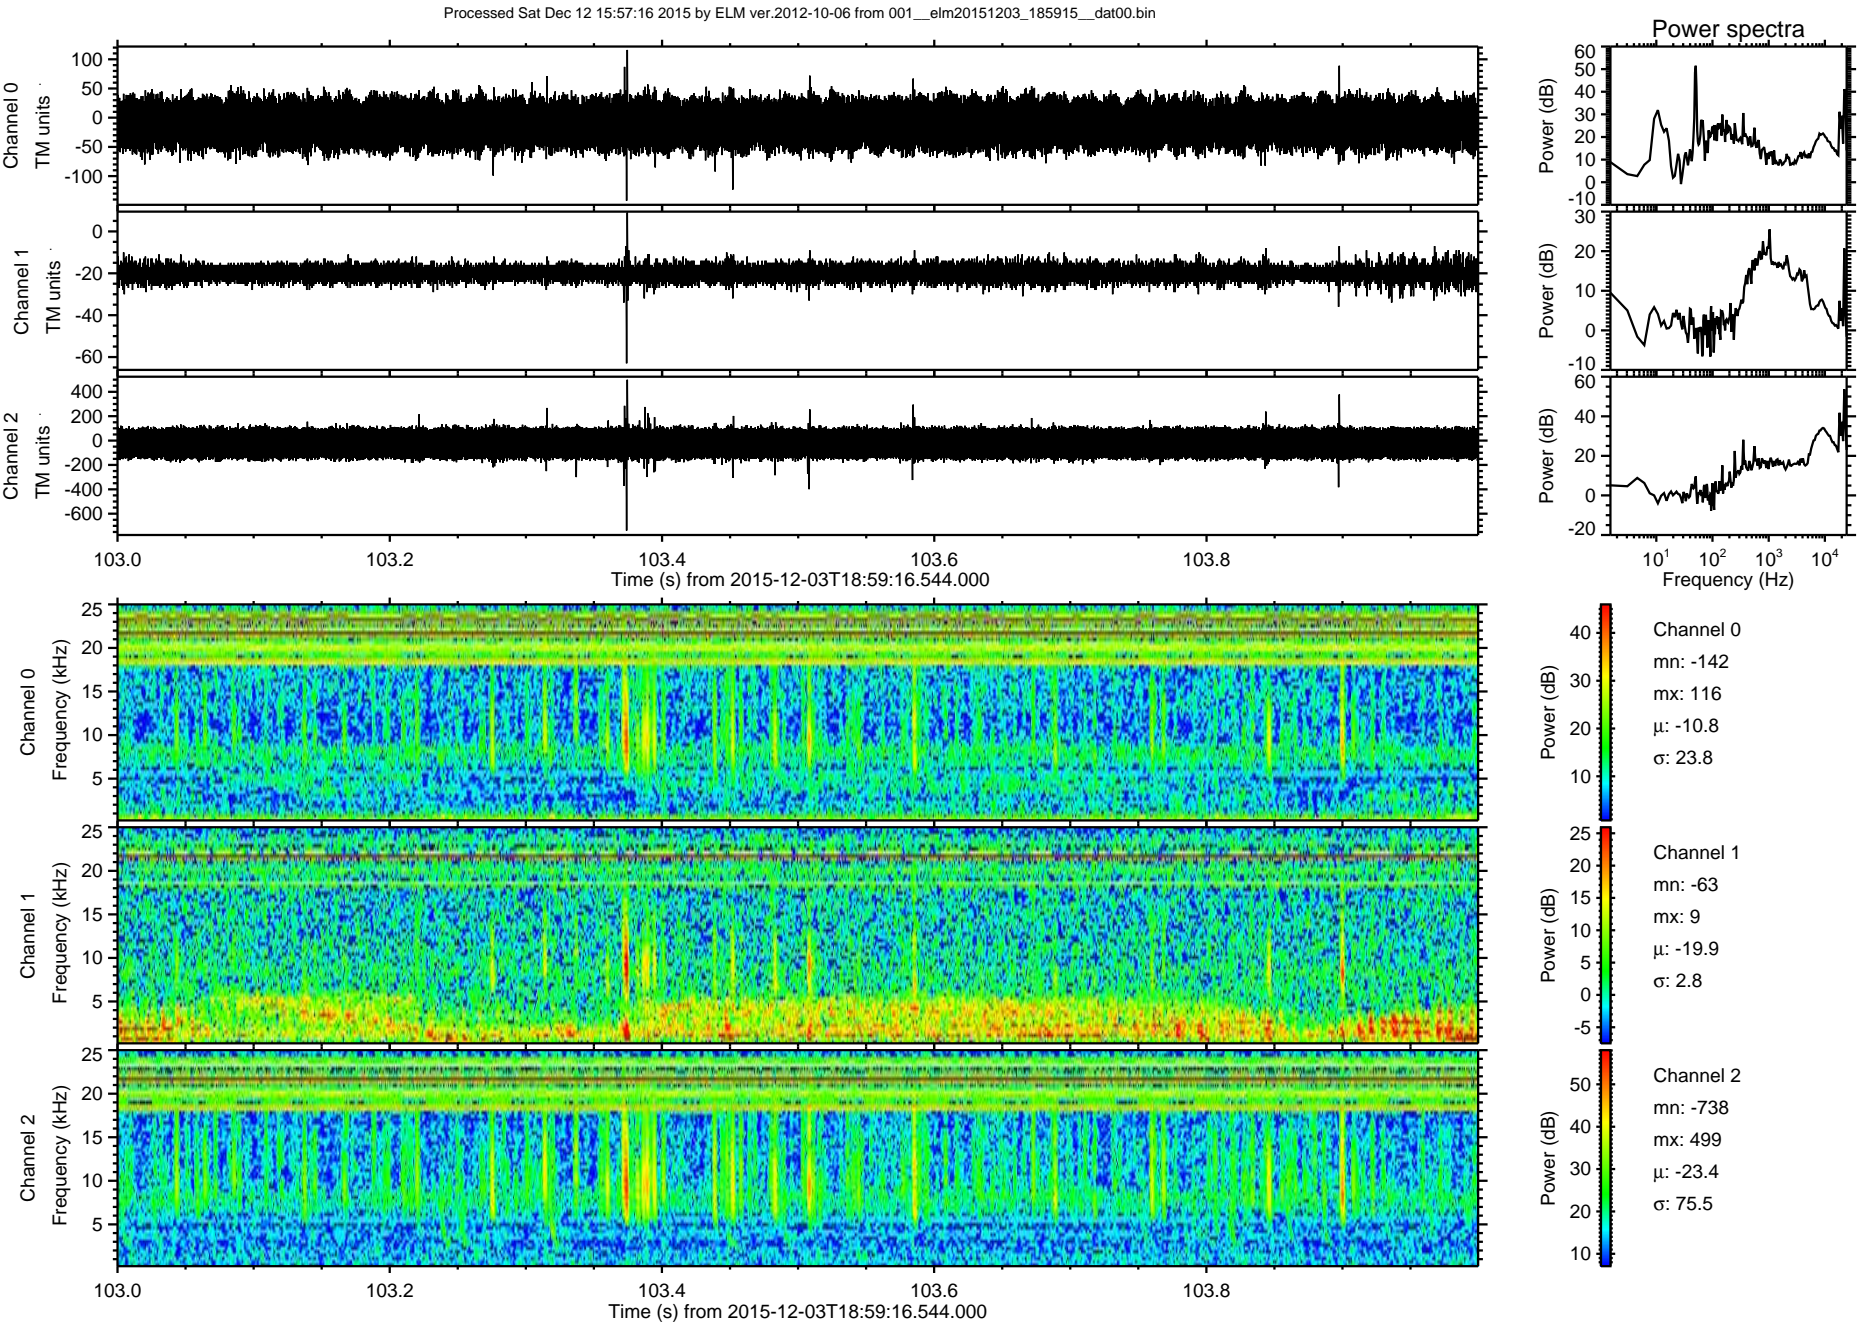 Processed Sat Dec 12 15:57:16 2015 by ELM ver.2012-10-06 from 001__elm20151203_185915__dat00.bin
Power spectra
Channel 0
TM units
100
50
0
-50
-100
Power (dB)
60
50
40
30
20
10
0
-10
Channel 1
TM units
0
-20
-40
-60
Power (dB)
30
20
10
0
-10
Channel 2
TM units
400
200
0
-200
-400
-600
Power (dB)
60
40
20
0
-20
103.0 103.2 103.4 103.6 103.8
Time (s) from 2015-12-03T18:59:16.544.000
10¹ 10² 10³ 10⁴
Frequency (Hz)
Channel 0
Frequency (kHz)
25
20
15
10
5
Power (dB)
40
30
20
10
Channel 0
mn: -142
mx: 116
μ: -10.8
σ: 23.8
Channel 1
Frequency (kHz)
25
20
15
10
5
Power (dB)
25
20
15
10
5
0
-5
Channel 1
mn: -63
mx: 9
μ: -19.9
σ: 2.8
Channel 2
Frequency (kHz)
25
20
15
10
5
Power (dB)
50
40
30
20
10
Channel 2
mn: -738
mx: 499
μ: -23.4
σ: 75.5
103.0 103.2 103.4 103.6 103.8
Time (s) from 2015-12-03T18:59:16.544.000